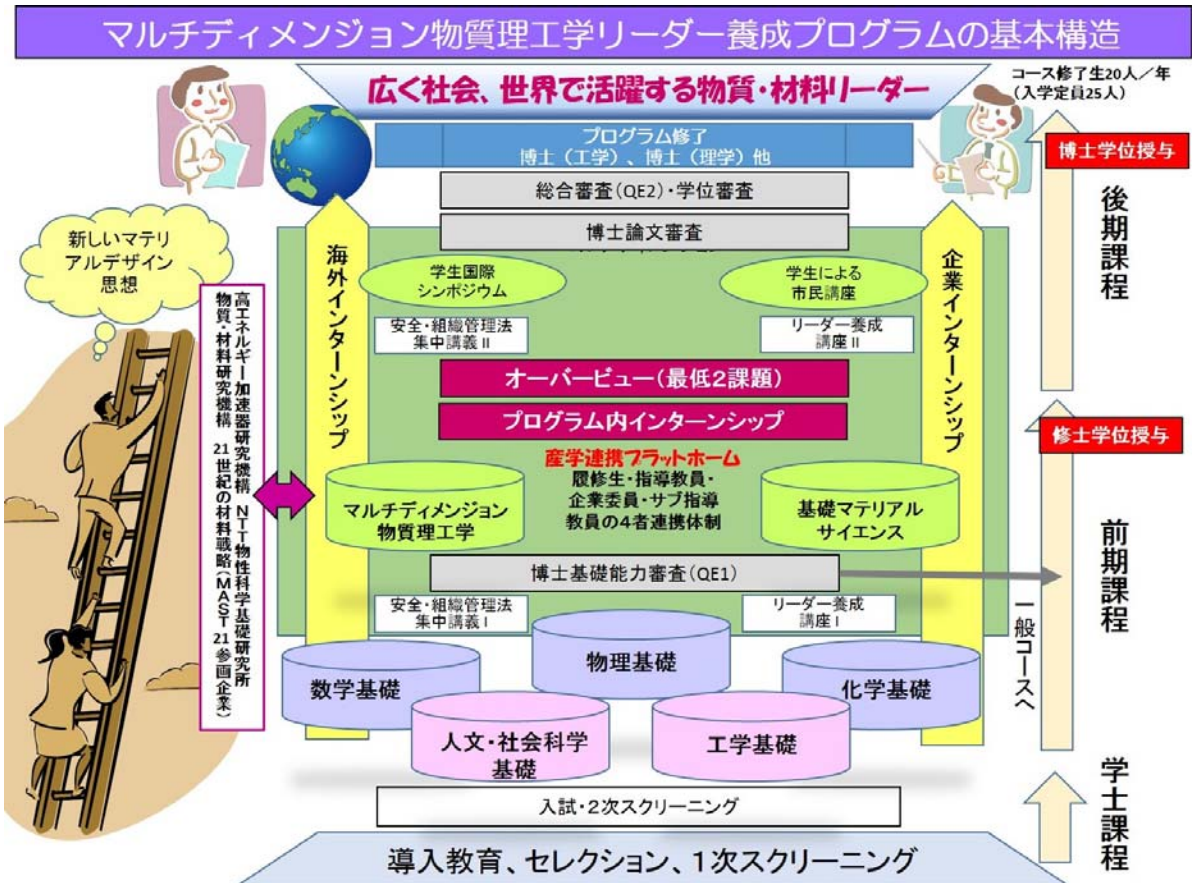 マルチディメンジョン物質理工学リーダー養成プログラムの基本構造
広く社会、世界で活躍する物質・材料リーダー
コース修了生20人／年
（入学定員25人）
プログラム修了
博士（工学）、博士（理学）他
博士学位授与
総合審査（QE2）・学位審査
博士論文審査
後期課程
新しいマテリ
アルデザイン
思想
海外インターンシップ
企業インターンシップ
学生国際
シンポジウム
学生による
市民講座
安全・組織管理法
集中講義Ⅱ
リーダー養成
講座Ⅱ
オーバービュー（最低２課題）
プログラム内インターンシップ
修士学位授与
高エネルギー加速器研究機構　ＮＴＴ物性科学基礎研究所
物質・材料研究機構　21世紀の材料戦略（ＭＡＳＴ21参画企業）
産学連携プラットホーム
履修生・指導教員・
企業委員・サブ指導
教員の４者連携体制
マルチディメンジョン
物質理工学
基礎マテリアル
サイエンス
前期課程
博士基礎能力審査（QE1）
一般コースへ
安全・組織管理法
集中講義Ⅰ
リーダー養成
講座Ⅰ
物理基礎
数学基礎
化学基礎
人文・社会科学
基礎
工学基礎
学士課程
入試・２次スクリーニング
導入教育、セレクション、１次スクリーニング